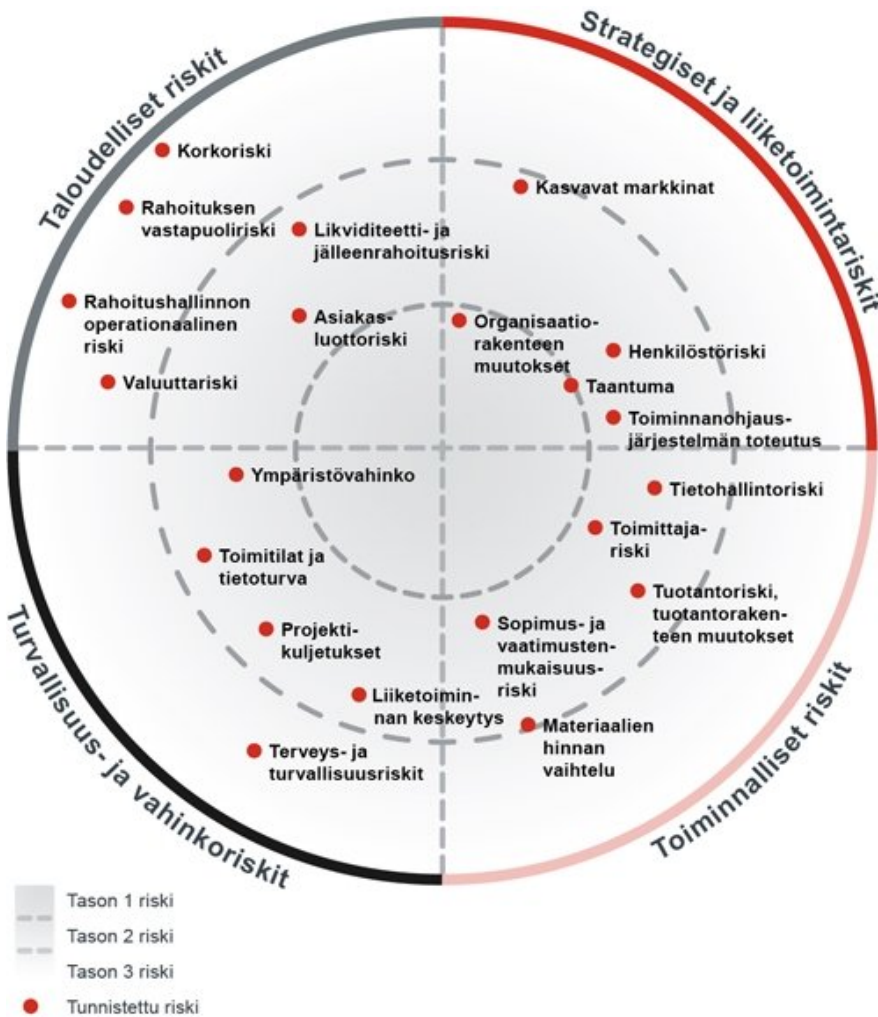 Taloudelliset riskit
Strategiset ja liiketoimintariskit
Korkoriski
Rahoituksen
vastapuoliriski
Likviditeetti- ja
jälleenrahoitusriski
Rahoitushallinnon
operationaalinen
riski
Asiakas-
luottoriski
Valuuttariski
Kasvavat markkinat
Organisaatio-
rakenteen
muutokset
Henkilöstöriski
Taantuma
Toiminnanohjaus-
järjestelmän toteutus
Ympäristövahinko
Toimitilat ja
tietoturva
Projekti-
kuljetukset
Liiketoimin-
nan keskeytys
Terveys- ja
turvallisuusriskit
Tietohallintoriski
Toimittaja-
riski
Tuotantoriski,
tuotantoraken-
teen muutokset
Sopimus- ja
vaatimusten-
mukaisuus-
riski
Materiaalien
hinnan
vaihtelu
Turvallisuus- ja vahinkoriskit
Toiminnalliset riskit
Tason 1 riski
Tason 2 riski
Tason 3 riski
Tunnistettu riski